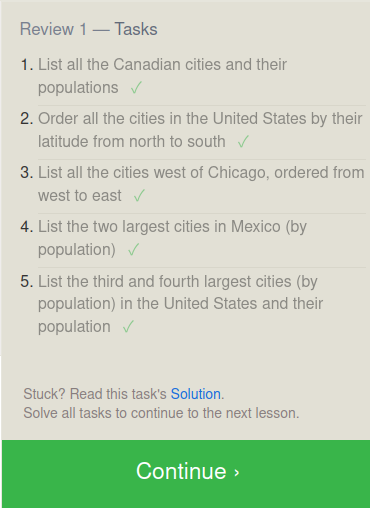 Review 1 — Tasks
1. List all the Canadian cities and their
populations ✓
2. Order all the cities in the United States by their
latitude from north to south ✓
3. List all the cities west of Chicago, ordered from
west to east ✓
4. List the two largest cities in Mexico (by
population) ✓
5. List the third and fourth largest cities (by
population) in the United States and their
population ✓
Stuck? Read this task's Solution.
Solve all tasks to continue to the next lesson.
Continue ›